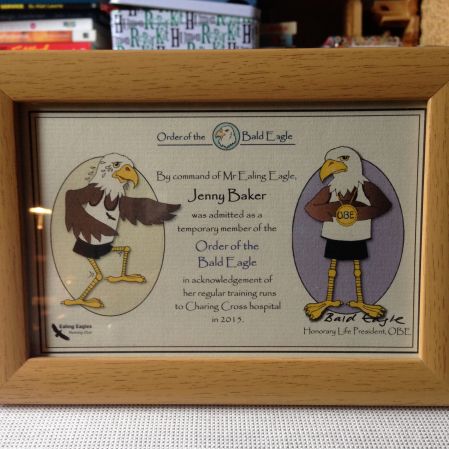 Order of the Bald Eagle
By command of Mr Ealing Eagle,
Jenny Baker
was admitted as a
temporary member of the
Order of the
Bald Eagle
in acknowledgement of
her regular training runs
to Charing Cross hospital
in 2015.
OBE
Ealing Eagles
Running Club
Bald Eagle
Honorary Life President, OBE